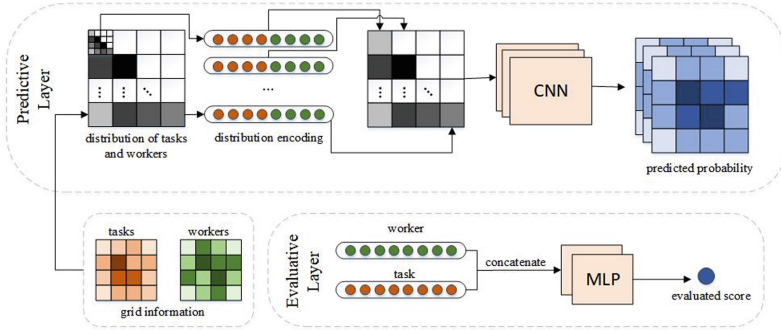 Predictive
Layer
distribution of tasks
and workers
distribution encoding
...
CNN
predicted probability
tasks
workers
grid information
Evaluative
Layer
worker
task
concatenate
MLP
evaluated score